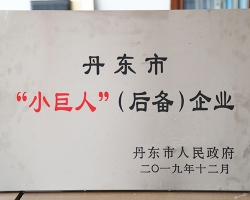 丹东市
“小巨人”（后备）企业
丹东市人民政府
二〇一九年十二月